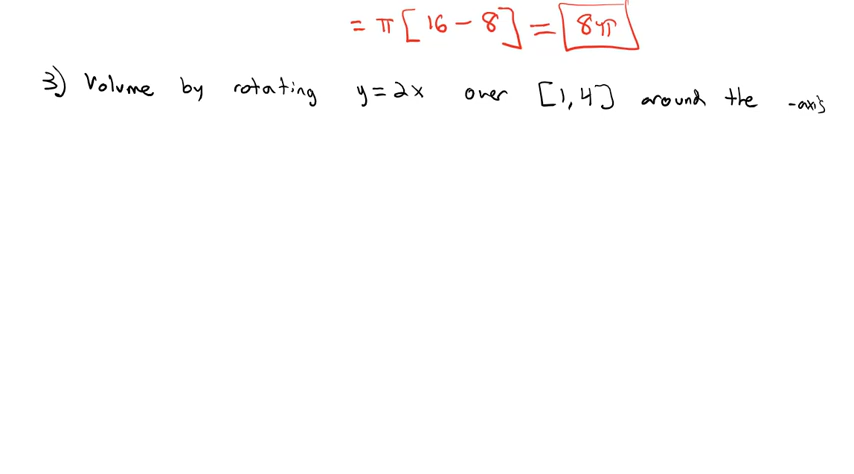 = π [16 - 8] = 8π
3) Volume by rotating y = 2x over [1, 4] around the -axis